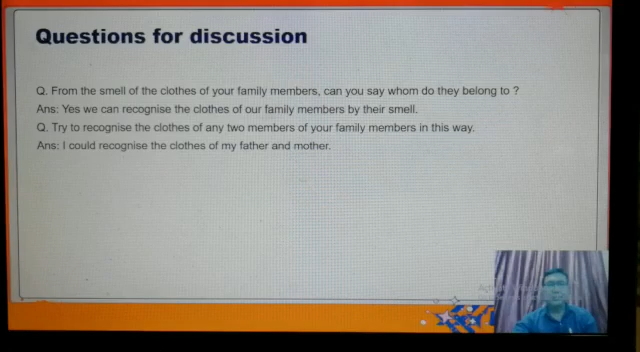 Questions for discussion
Q. From the smell of the clothes of your family members, can you say whom do they belong to ?
Ans: Yes we can recognise the clothes of our family members by their smell.
Q. Try to recognise the clothes of any two members of your family members in this way.
Ans: I could recognise the clothes of my father and mother.